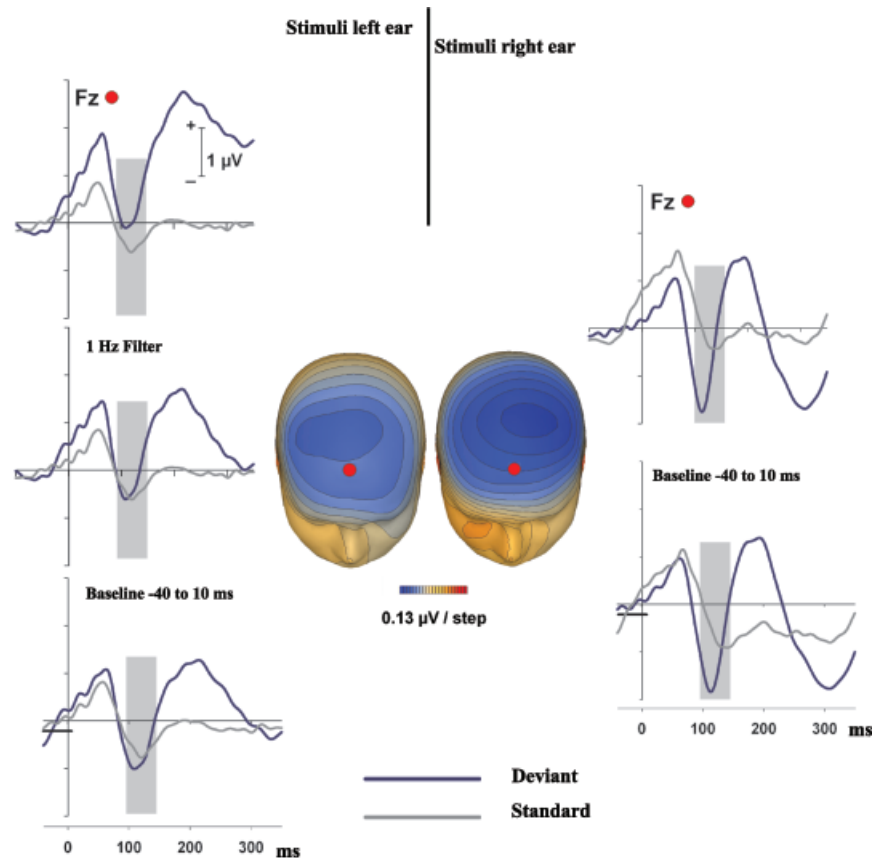 Stimuli left ear
Stimuli right ear
Fz
+
1 µV
–
Fz
1 Hz Filter
Baseline -40 to 10 ms
Baseline -40 to 10 ms
0.13 µV / step
0 100 200 300 ms
Deviant
Standard
0 100 200 300 ms